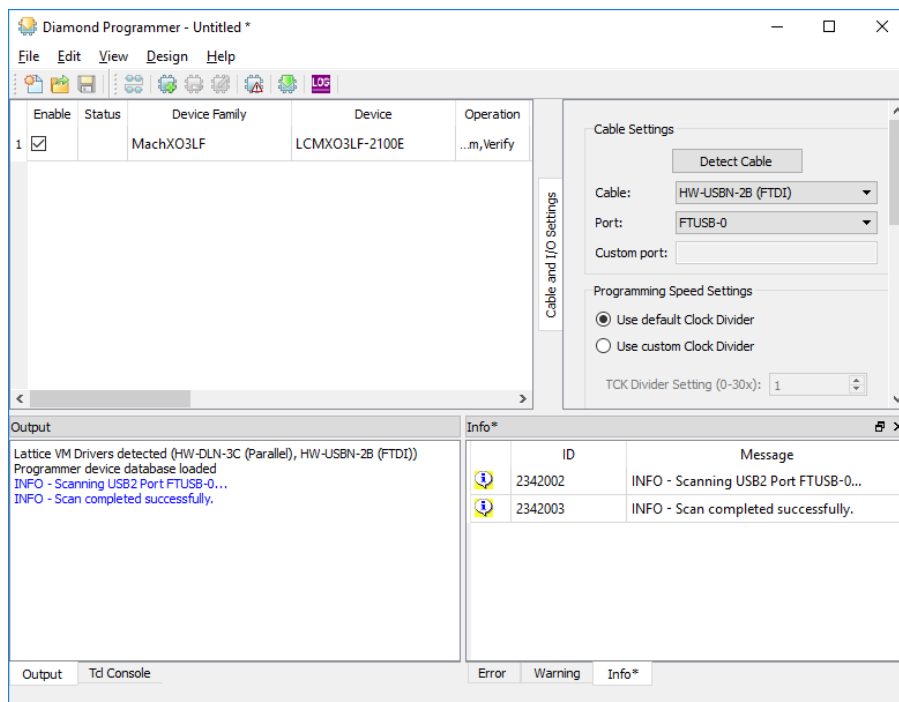 Diamond Programmer - Untitled *
File Edit View Design Help
LOG
Enable Status Device Family Device Operation
1 MachXO3LF LCMXO3LF-2100E ...m,Verify
Cable and I/O Settings
Cable Settings
Detect Cable
Cable: HW-USBN-2B (FTDI)
Port: FTUSB-0
Custom port:
Programming Speed Settings
Use default Clock Divider
Use custom Clock Divider
TCK Divider Setting (0-30x): 1
Output
Lattice VM Drivers detected (HW-DLN-3C (Parallel), HW-USBN-2B (FTDI))
Programmer device database loaded
INFO - Scanning USB2 Port FTUSB-0...
INFO - Scan completed successfully.
Output Tcl Console
Info*
ID Message
2342002 INFO - Scanning USB2 Port FTUSB-0...
2342003 INFO - Scan completed successfully.
Error Warning Info*